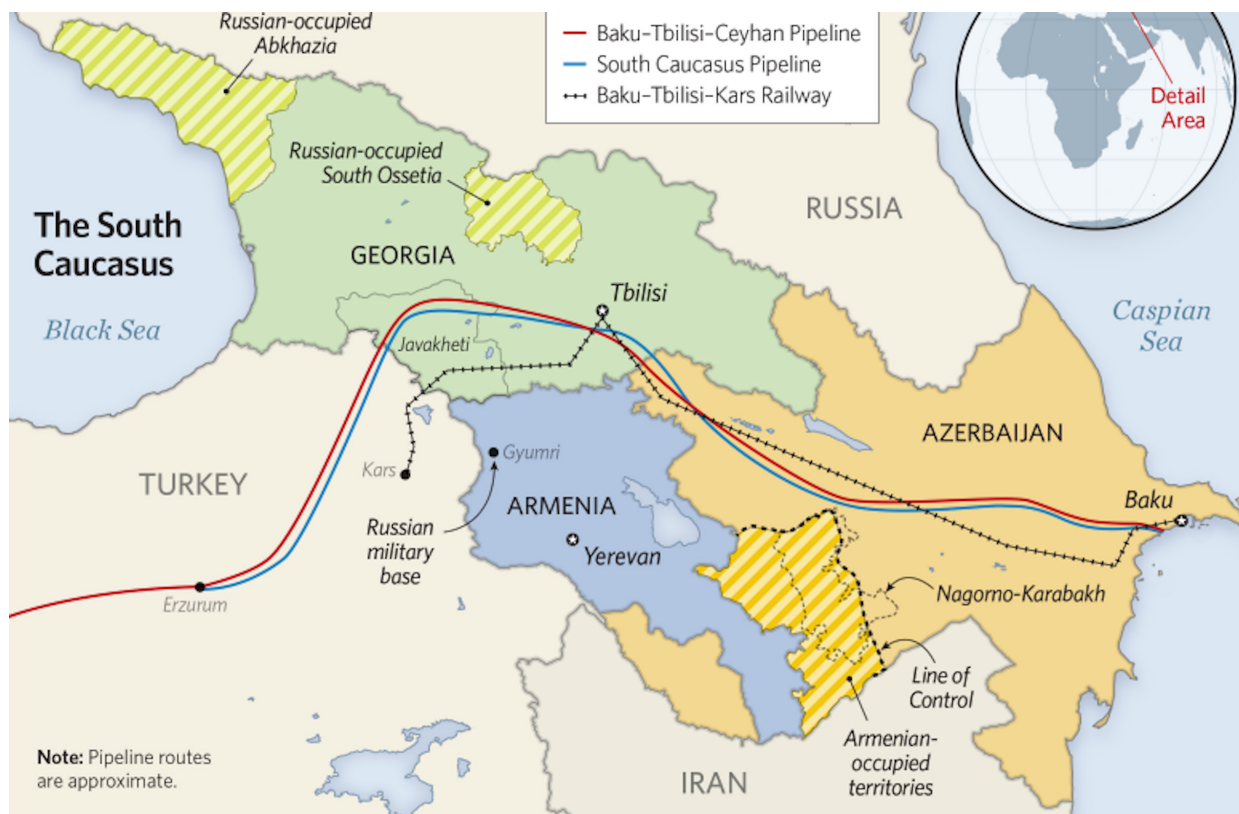 Russian-occupied
Abkhazia
Baku–Tbilisi–Ceyhan Pipeline
South Caucasus Pipeline
Baku–Tbilisi–Kars Railway
Detail
Area
Russian-occupied
South Ossetia
RUSSIA
The South
Caucasus
GEORGIA
Tbilisi
Black Sea
Caspian
Sea
Javakheti
AZERBAIJAN
TURKEY
Kars
Gyumri
ARMENIA
Baku
Russian
military
base
Yerevan
Erzurum
Nagorno-Karabakh
Line of
Control
Armenian-
occupied
territories
Note: Pipeline routes
are approximate.
IRAN